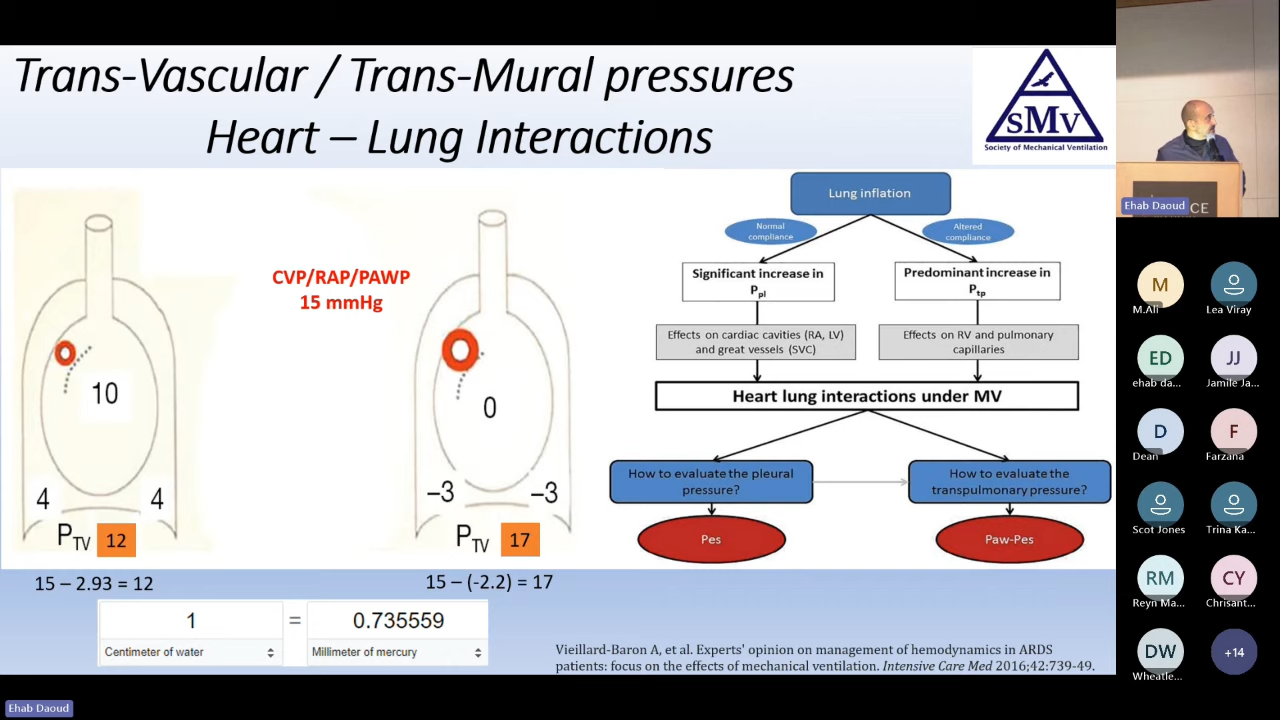 Trans-Vascular / Trans-Mural pressures
Heart – Lung Interactions
sMv
Society of Mechanical Ventilation
CVP/RAP/PAWP
15 mmHg
10
4
4
PTV 12
15 – 2.93 = 12
0
–3
–3
PTV 17
15 – (-2.2) = 17
1
=
0.735559
Centimeter of water
Millimeter of mercury
Lung inflation
Normal
compliance
Altered
compliance
Significant increase in
Ppl
Predominant increase in
Ptp
Effects on cardiac cavities (RA, LV)
and great vessels (SVC)
Effects on RV and pulmonary
capillaries
Heart lung interactions under MV
How to evaluate the pleural
pressure?
How to evaluate the
transpulmonary pressure?
Pes
Paw-Pes
Vieillard-Baron A, et al. Experts' opinion on management of hemodynamics in ARDS
patients: focus on the effects of mechanical ventilation. Intensive Care Med 2016;42:739-49.
Ehab Daoud
CE
M
M.Ali
Lea Viray
ED
ehab da...
JJ
Jamile Ja...
D
Dean
F
Farzana
Scot Jones
Trina Ka...
RM
Reyn Ma...
CY
Chrisant...
DW
Wheatle...
+14
Ehab Daoud